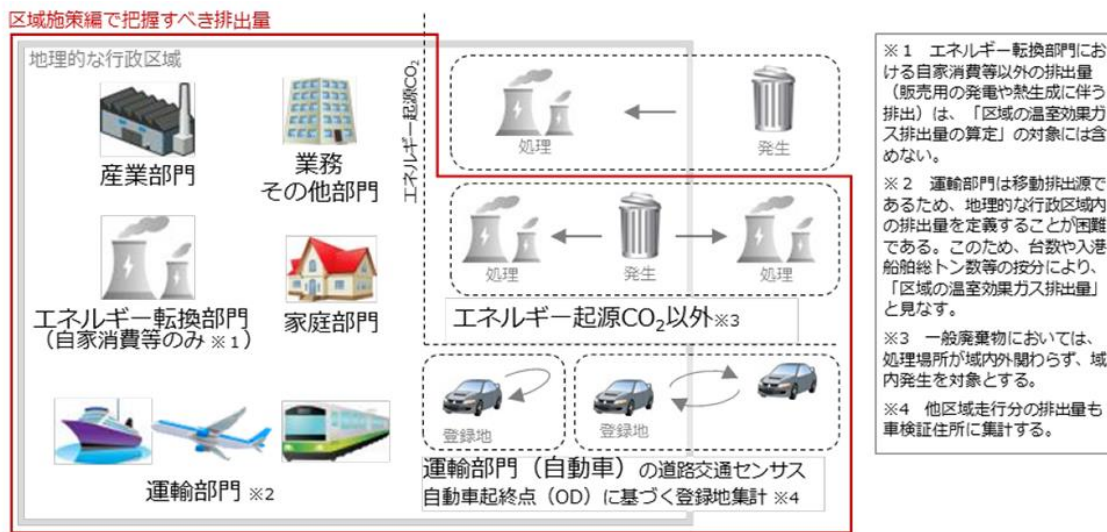 区域施策編で把握すべき排出量
地理的な行政区域
産業部門
業務
その他部門
エネルギー転換部門
(自家消費等のみ ※1)
家庭部門
運輸部門 ※2
エネルギー起源CO₂
処理
発生
処理
発生
処理
エネルギー起源CO₂以外※3
登録地
登録地
運輸部門(自動車)の道路交通センサス
自動車起終点(OD)に基づく登録地集計 ※4
※1 エネルギー転換部門にお
ける自家消費等以外の排出量
(販売用の発電や熱生成に伴う
排出)は、「区域の温室効果ガ
ス排出量の算定」の対象には含
めない。
※2 運輸部門は移動排出源で
あるため、地理的な行政区域内
の排出量を定義することが困難
である。このため、台数や入港
船舶総トン数等の按分により、
「区域の温室効果ガス排出量」
と見なす。
※3 一般廃棄物においては、
処理場所が域内外関わらず、域
内発生を対象とする。
※4 他区域走行分の排出量も
車検証住所に集計する。